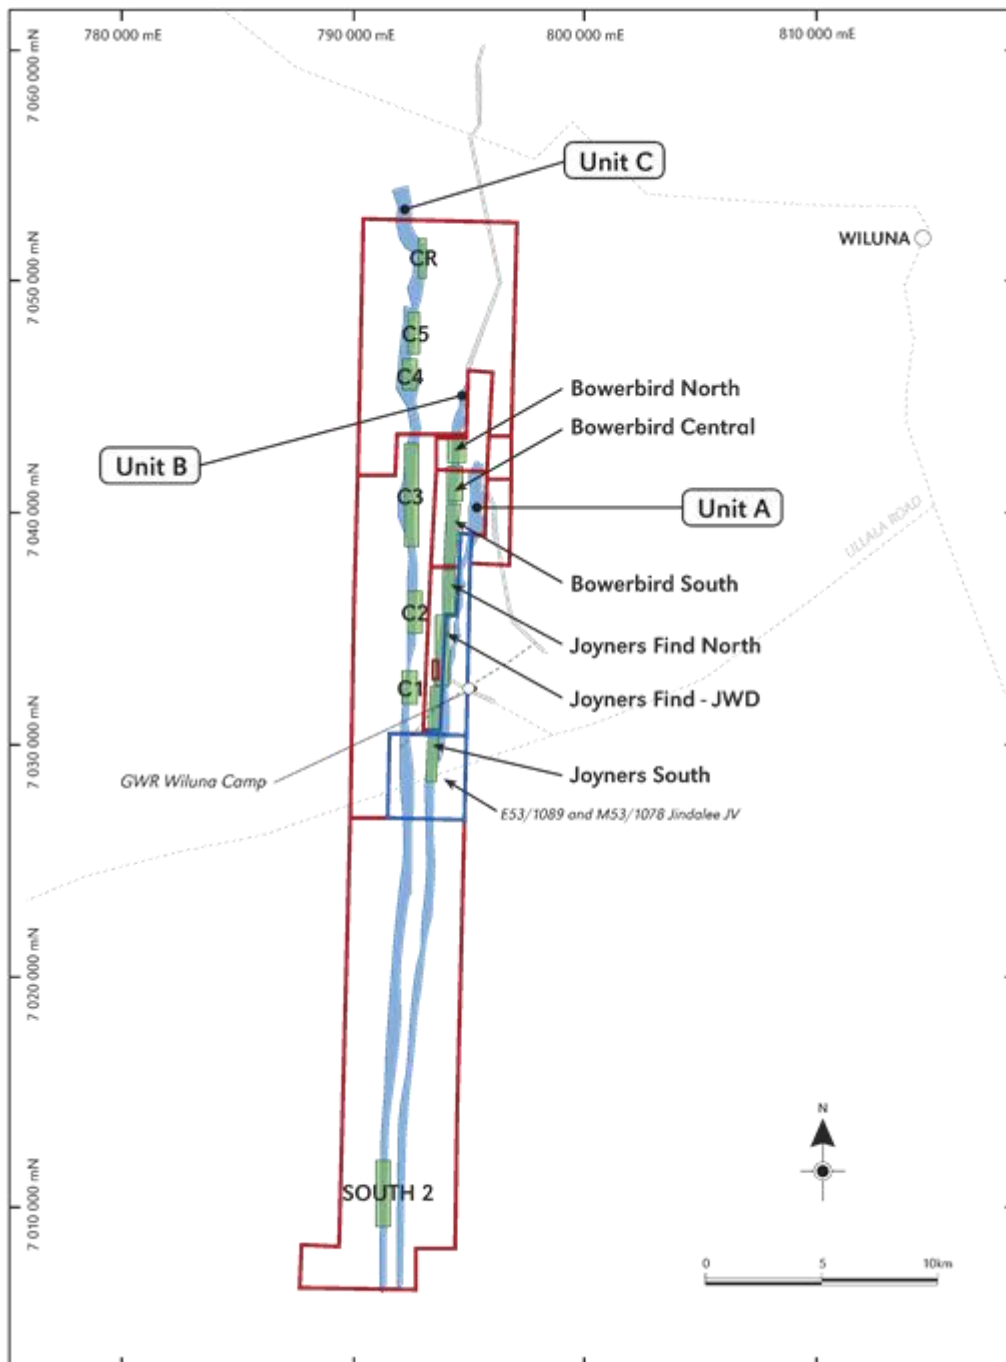 780 000 mE
790 000 mE
800 000 mE
810 000 mE
7 060 000 mN
Unit C
WILUNA
CR
7 050 000 mN
C5
C4
Bowerbird North
Bowerbird Central
Unit B
C3
Unit A
7 040 000 mN
ULLALA ROAD
Bowerbird South
C2
Joyners Find North
C1
Joyners Find - JWD
7 030 000 mN
GWR Wiluna Camp
Joyners South
E53/1089 and M53/1078 Jindalee JV
7 020 000 mN
N
SOUTH 2
7 010 000 mN
0
5
10km